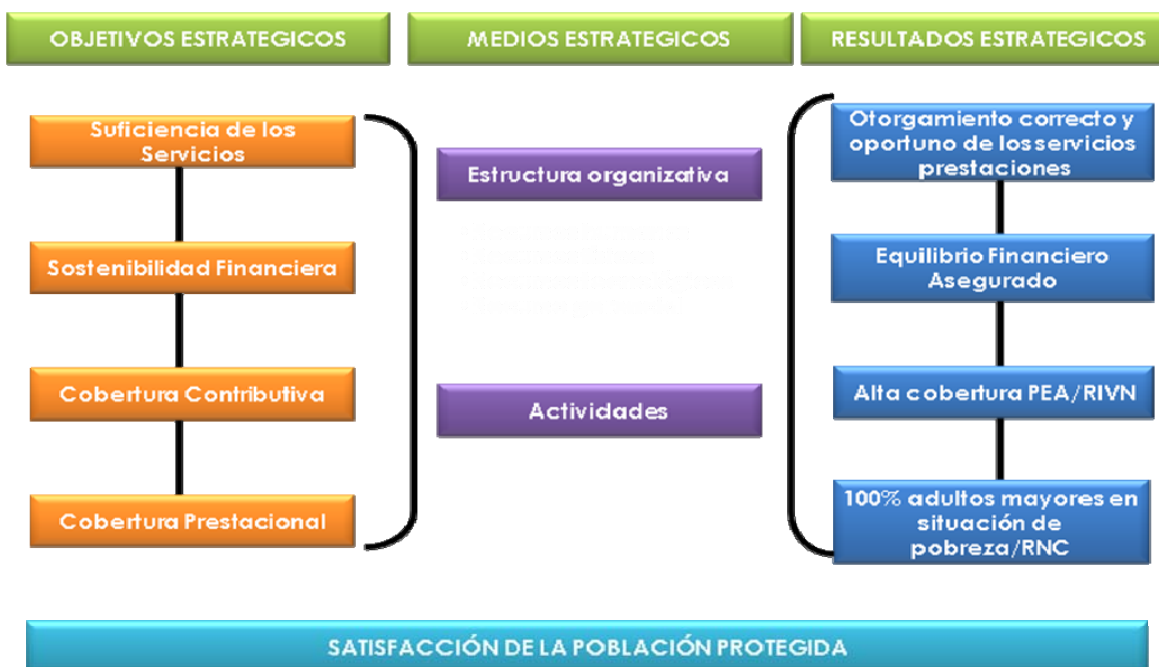 OBJETIVOS ESTRATEGICOS
MEDIOS ESTRATEGICOS
RESULTADOS ESTRATEGICOS
Suficiencia de los
Servicios
Sostenibilidad Financiera
Cobertura Contributiva
Cobertura Prestacional
Estructura organizativa
Actividades
Otorgamiento correcto y
oportuno de los servicios
prestaciones
Equilibrio Financiero
Asegurado
Alta cobertura PEA/RIVN
100% adultos mayores en
situación de
pobreza/RNC
SATISFACCIÓN DE LA POBLACIÓN PROTEGIDA